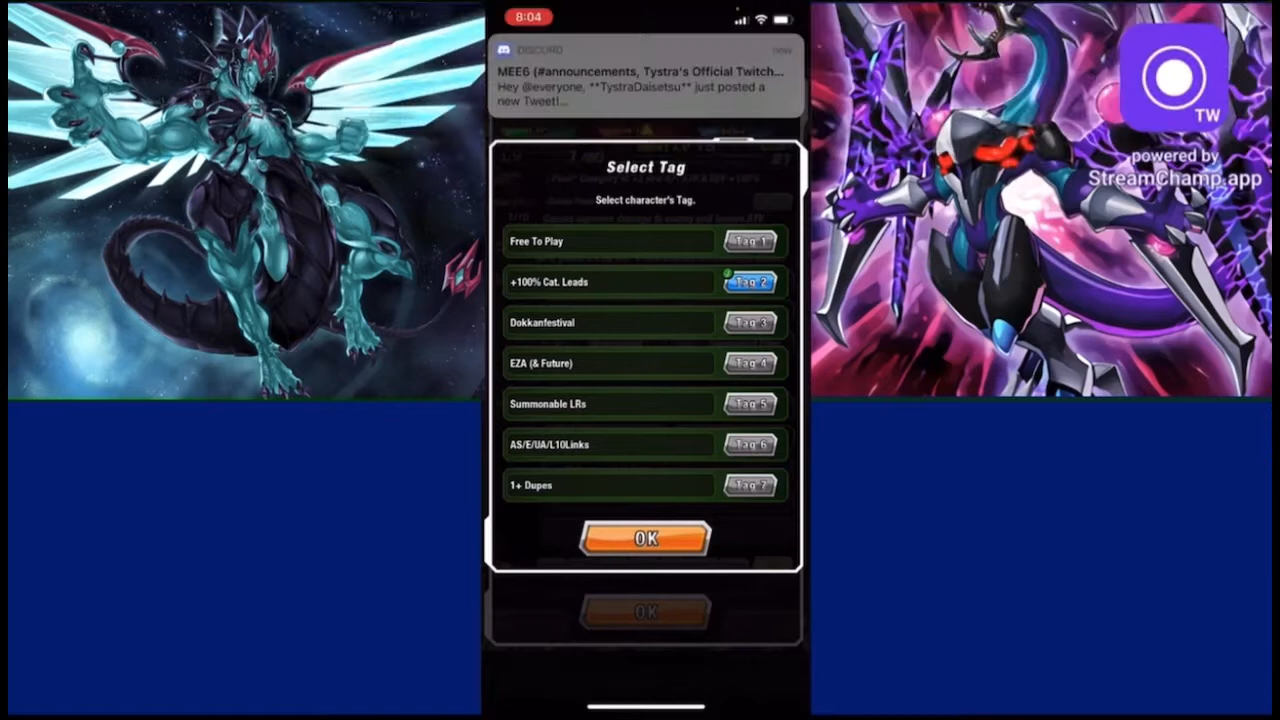 8:04
DISCORD
now
MEE6 (#announcements, Tystra's Official Twitch...
Hey @everyone, **TystraDaisetsu** just posted a
new Tweet!...
TW
powered by
StreamChamp.app
Select Tag
Select character's Tag.
Free To Play
Tag 1
+100% Cat. Leads
Tag 2
Dokkanfestival
Tag 3
EZA (& Future)
Tag 4
Summonable LRs
Tag 5
AS/E/UA/L10Links
Tag 6
1+ Dupes
Tag 7
OK
OK